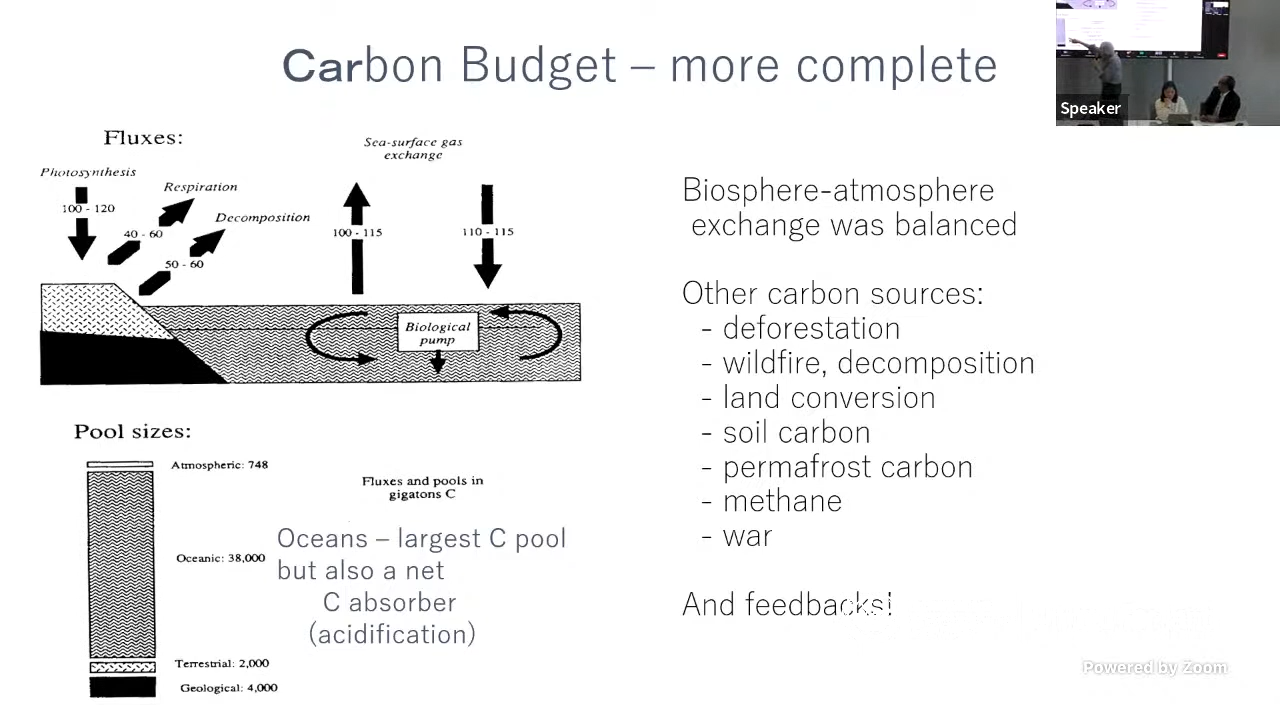 Carbon Budget – more complete
Speaker
Fluxes:
Photosynthesis
100 - 120
Respiration
40 - 60
Decomposition
50 - 60
Sea-surface gas
exchange
100 - 115
110 - 115
Biological
pump
Pool sizes:
Atmospheric: 748
Oceanic: 38,000
Terrestrial: 2,000
Geological: 4,000
Fluxes and pools in
gigatons C
Oceans – largest C pool
but also a net
C absorber
(acidification)
Biosphere-atmosphere
exchange was balanced
Other carbon sources:
- deforestation
- wildfire, decomposition
- land conversion
- soil carbon
- permafrost carbon
- methane
- war
And feedbacks!
Powered by Zoom